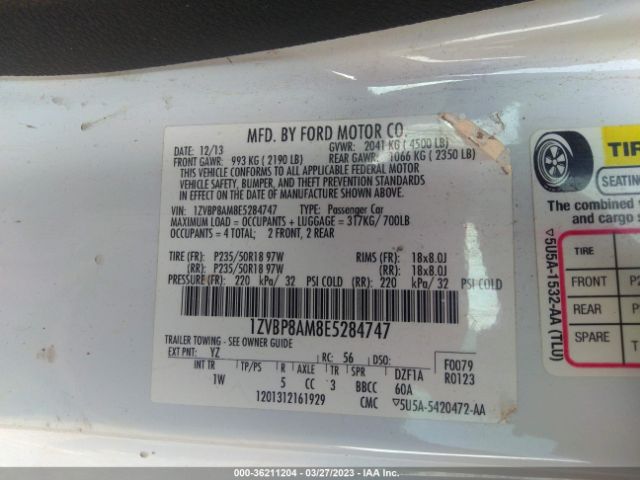 MFD. BY FORD MOTOR CO.
DATE: 12/13 GVWR: 2041 KG ( 4500 LB)
FRONT GAWR: 993 KG ( 2190 LB) REAR GAWR: 1066 KG ( 2350 LB)
THIS VEHICLE CONFORMS TO ALL APPLICABLE FEDERAL MOTOR
VEHICLE SAFETY, BUMPER, AND THEFT PREVENTION STANDARDS
IN EFFECT ON THE DATE OF MANUFACTURE SHOWN ABOVE.
VIN: 1ZVBP8AM8E5284747 TYPE: Passenger Car
MAXIMUM LOAD = OCCUPANTS + LUGGAGE = 317KG/700LB
OCCUPANTS = 4 TOTAL; 2 FRONT, 2 REAR
TIRE (FR): P235/50R18 97W RIMS (FR): 18x8.0J
(RR): P235/50R18 97W (RR): 18x8.0J
PRESSURE (FR): 220 kPa/ 32 PSI COLD (RR): 220 kPa/ 32 PSI COLD
1ZVBP8AM8E5284747
TRAILER TOWING - SEE OWNER GUIDE
EXT PNT: YZ RC: 56 DSO: F0079
INT TR TP/PS R AXLE TR SPR DZF1A R0123
1W 5 CC 3 BBCC 60A
1201312161929 CMC ▽5U5A-5420472-AA
TIR
SEATING
The combined
and cargo
TIRE
FRONT P2
REAR
SPARE T
▽5U5A-1532-AA (TLU)
000-36211204 - 03/27/2023 - IAA Inc.